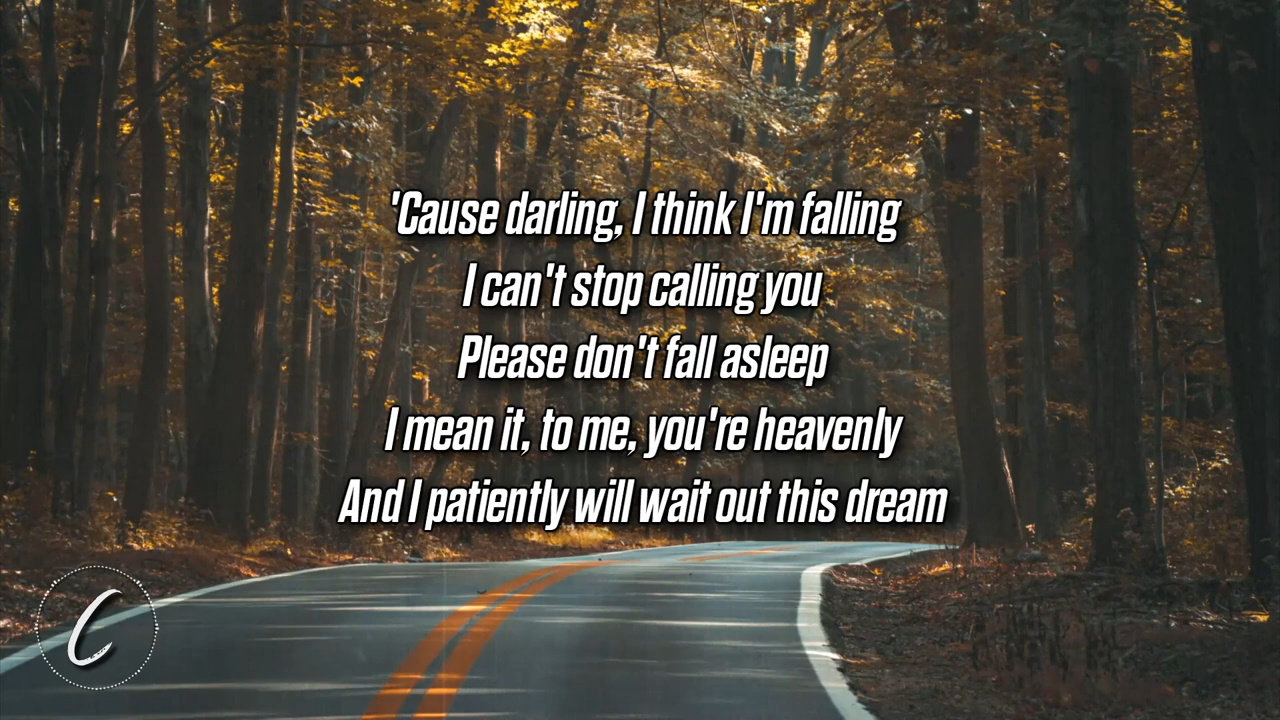 'Cause darling, I think I'm falling
I can't stop calling you
Please don't fall asleep
I mean it, to me, you're heavenly
And I patiently will wait out this dream
C